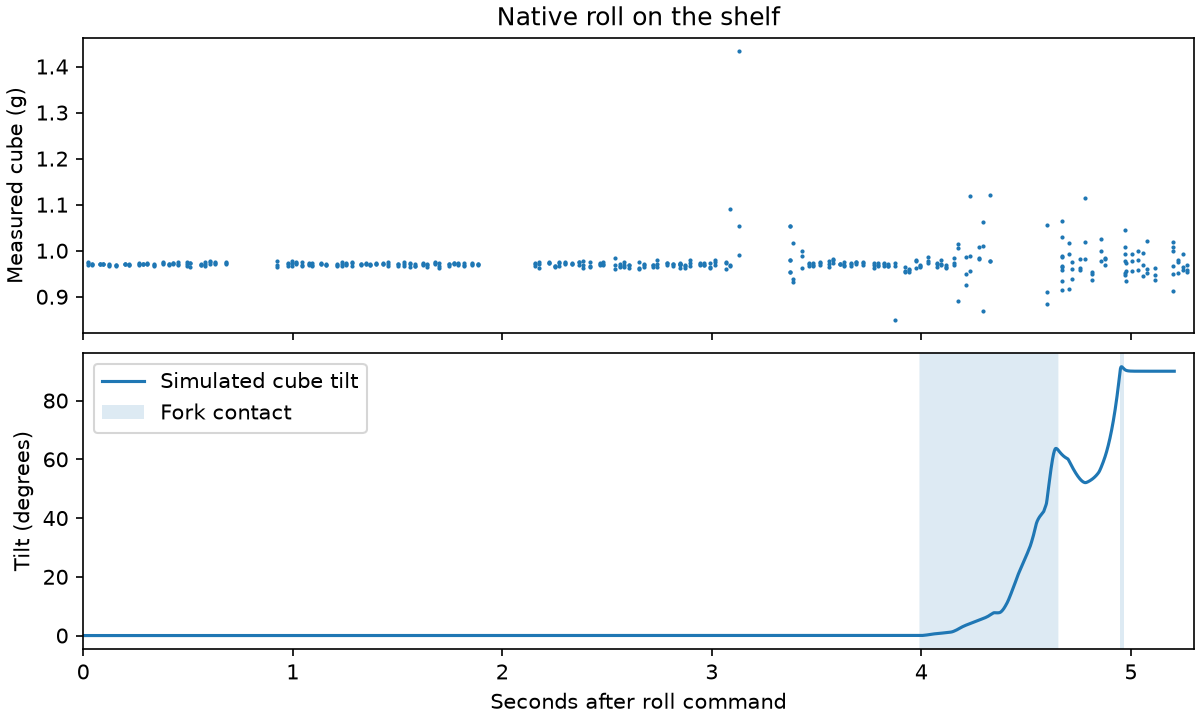 Native roll on the shelf
Measured cube (g)
1.4
1.3
1.2
1.1
1.0
0.9
Simulated cube tilt
Fork contact
Tilt (degrees)
80
60
40
20
0
0 1 2 3 4 5
Seconds after roll command